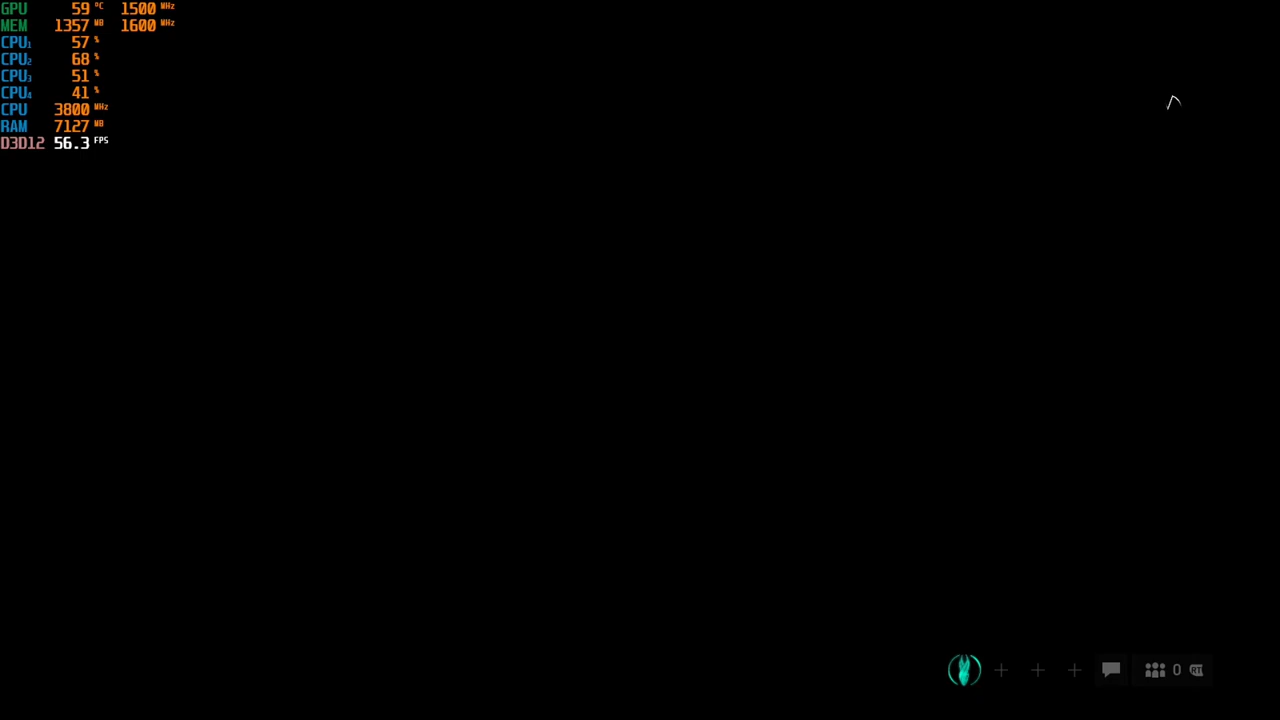 GPU 59 °C 1500 MHz
MEM 1357 MB 1600 MHz
CPU1 57 %
CPU2 68 %
CPU3 51 %
CPU4 41 %
CPU 3800 MHz
RAM 7127 MB
D3D12 56.3 FPS
0 RT